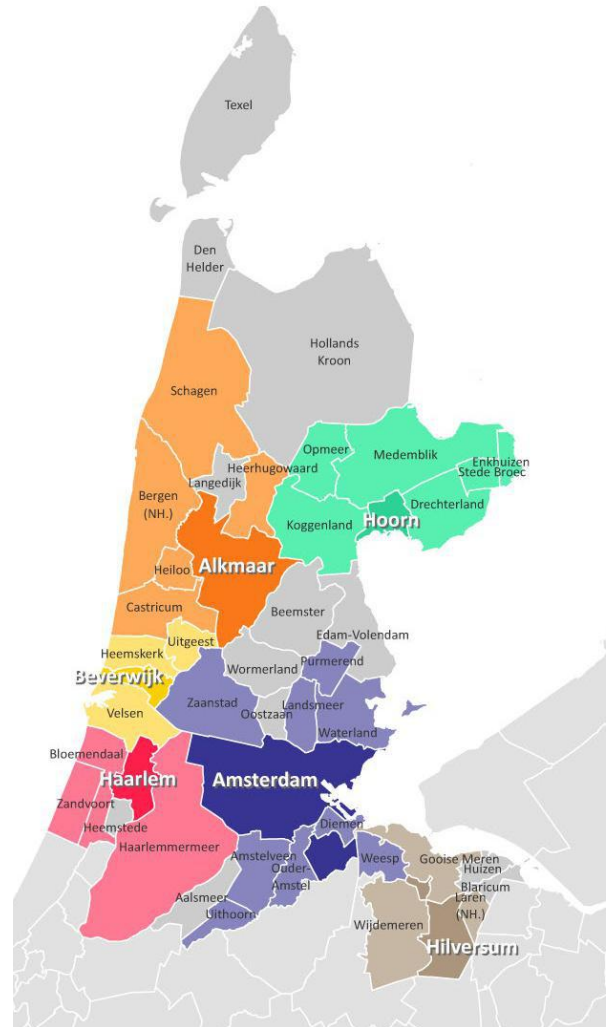 Texel
Den
Helder
Hollands
Kroon
Schagen
Opmeer
Medemblik
Enkhuizen
Stede Broec
Heerhugowaard
Langedijk
Bergen
(NH.)
Drechterland
Hoorn
Koggenland
Alkmaar
Heiloo
Castricum
Beemster
Edam-Volendam
Uitgeest
Heemskerk
Purmerend
Wormerland
Beverwijk
Zaanstad
Landsmeer
Oostzaan
Velsen
Waterland
Bloemendaal
Haarlem
Amsterdam
Zandvoort
Heemstede
Diemen
Haarlemmermeer
Amstelveen
Weesp
Gooise Meren
Huizen
Ouder-
Amstel
Aalsmeer
Blaricum
Laren
(NH.)
Uithoorn
Wijdemeren
Hilversum